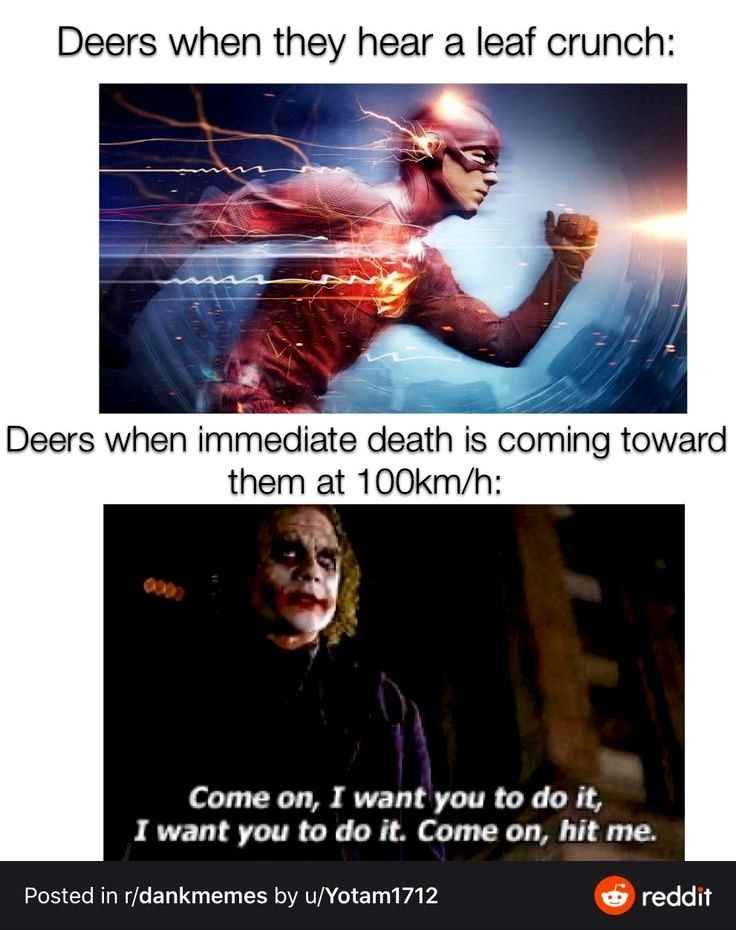 Deers when they hear a leaf crunch:
Deers when immediate death is coming toward
them at 100km/h:
Come on, I want you to do it,
I want you to do it. Come on, hit me.
Posted in r/dankmemes by u/Yotam1712
reddit